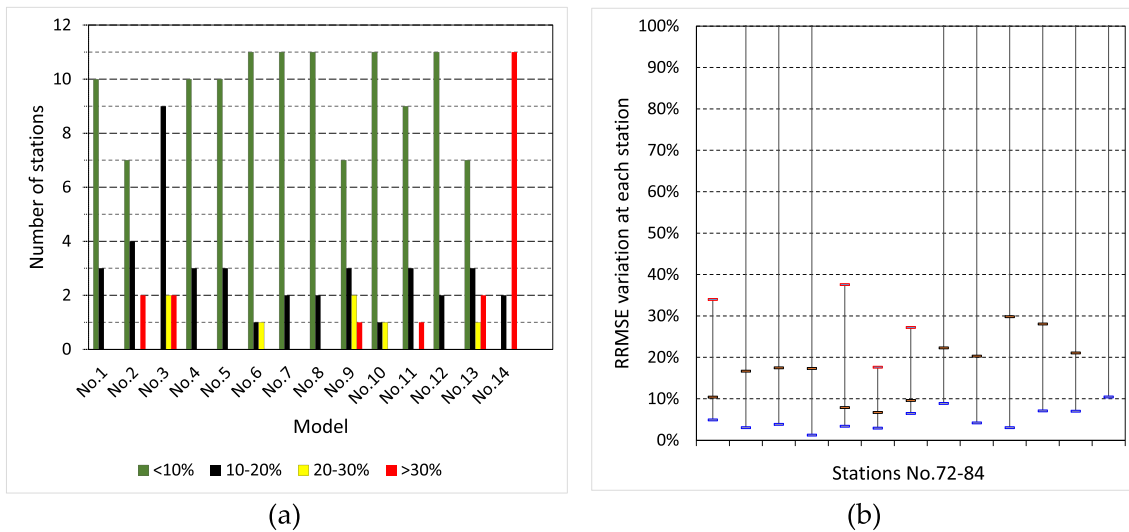 12
10
8
6
4
2
0
Number of stations
No.1 No.2 No.3 No.4 No.5 No.6 No.7 No.8 No.9 No.10 No.11 No.12 No.13 No.14
Model
<10% 10-20% 20-30% >30%
(a)
100%
90%
80%
70%
60%
50%
40%
30%
20%
10%
0%
RRMSE variation at each station
Stations No.72-84
(b)